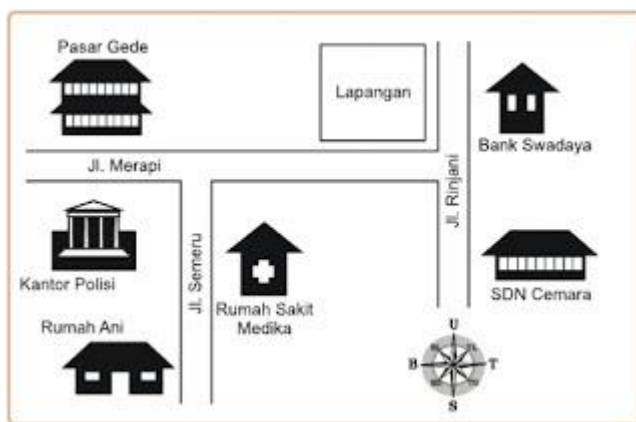 Pasar Gede
Lapangan
Bank Swadaya
Jl. Merapi
Jl. Rinjani
Kantor Polisi
Jl. Semeru
Rumah Sakit
Medika
SDN Cemara
Rumah Ani
U
B
T
S